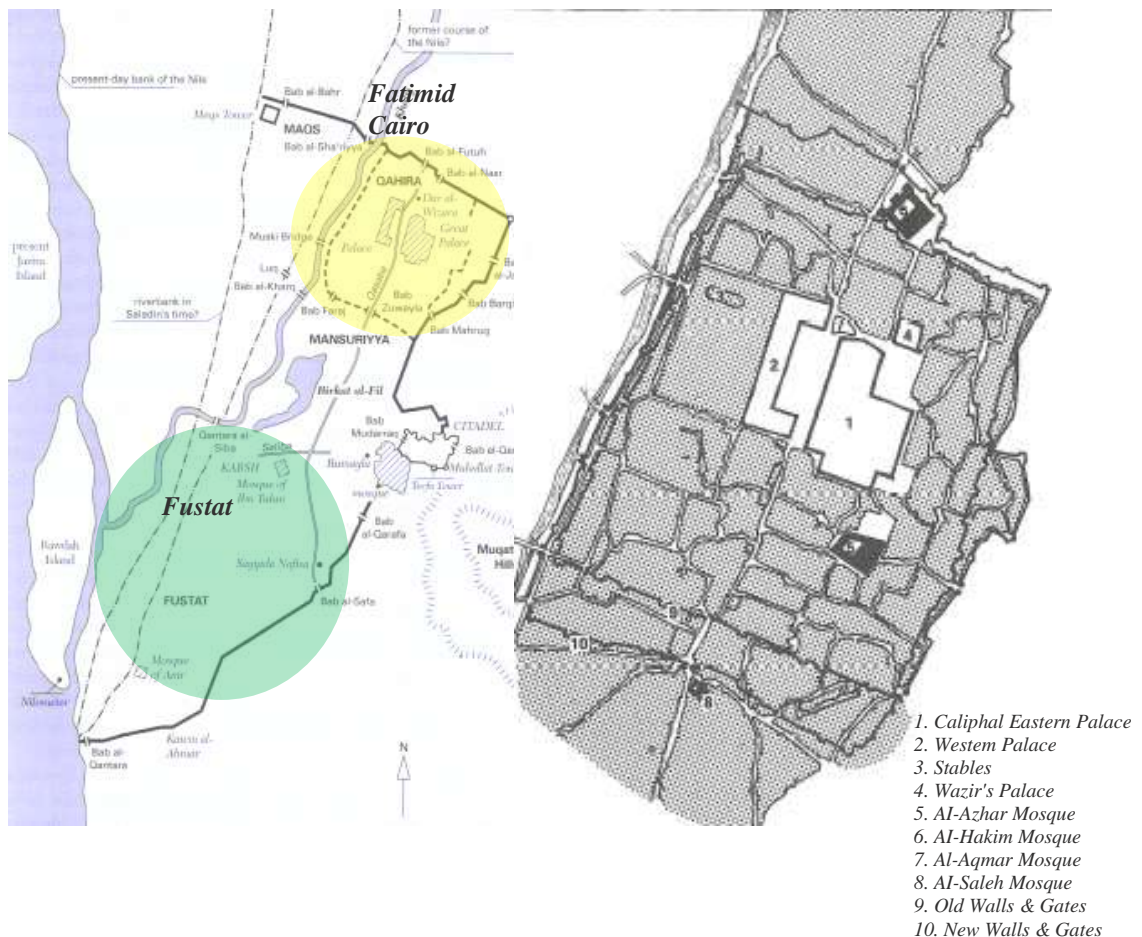 former course of
the Nile?
present-day bank of the Nile
Fatimid
Cairo
Bab el-Bahr
Maqs Tower
MAQS
Bab al-Sha'riyya
Bab al-Futuh
Bab al-Nasr
QAHIRA
Dar al-
Wizara
Great
Palace
Palace
Muski Bridge
Luq
Bab al-Kharq
Qasaba
riverbank in
Saladin's time?
Bab Faraj
Bab
Zuwayla
Bab Mahruq
MANSURIYYA
Birkat al-Fil
present
Island
Bab
Mudarraj
CITADEL
Qantara al-
Siba
Saliba
KABSH
Mosque of
Ibn Tulun
Fustat
Bab
al-Qarafa
Rawdah
Island
Sayyida Nafisa
Bab al-Safa
FUSTAT
Mosque
of Amr
Nilometer
Kawm al-
Ahmar
Bab al-
Qantara
N
1
2
4
8
9
10
1. Caliphal Eastern Palace
2. Westem Palace
3. Stables
4. Wazir's Palace
5. AI-Azhar Mosque
6. AI-Hakim Mosque
7. Al-Aqmar Mosque
8. AI-Saleh Mosque
9. Old Walls & Gates
10. New Walls & Gates